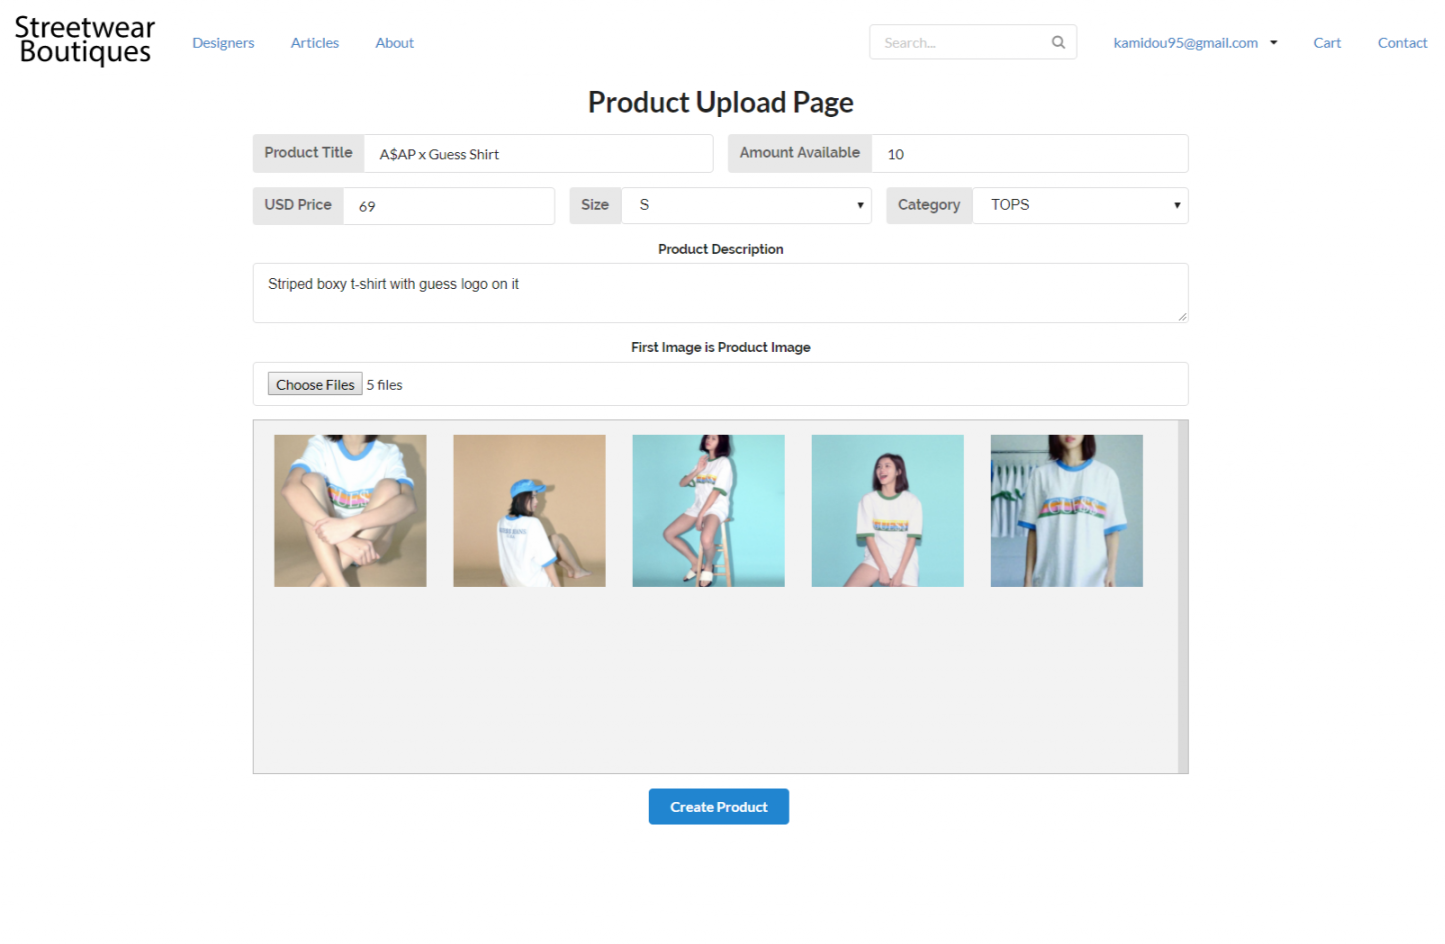 Streetwear
Boutiques
Designers
Articles
About
Search...
kamidou95@gmail.com
Cart
Contact
Product Upload Page
Product Title
A$AP x Guess Shirt
Amount Available
10
USD Price
69
Size
S
Category
TOPS
Product Description
Striped boxy t-shirt with guess logo on it
First Image is Product Image
Choose Files
5 files
Create Product